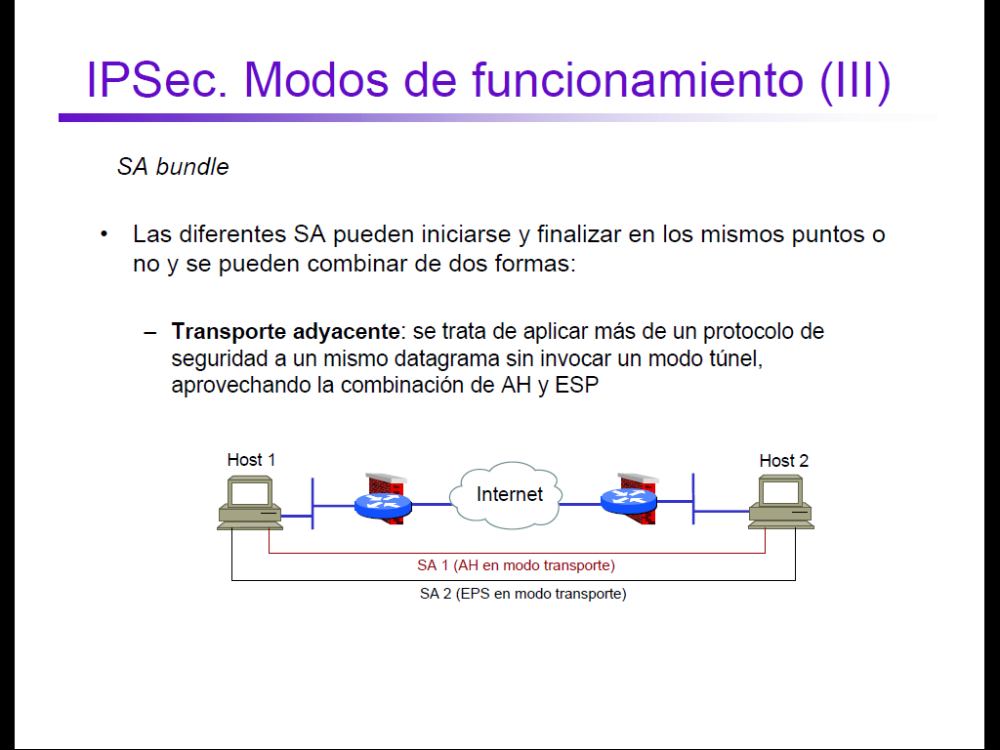 IPSec. Modos de funcionamiento (III)
SA bundle
• Las diferentes SA pueden iniciarse y finalizar en los mismos puntos o
no y se pueden combinar de dos formas:
– Transporte adyacente: se trata de aplicar más de un protocolo de
seguridad a un mismo datagrama sin invocar un modo túnel,
aprovechando la combinación de AH y ESP
Host 1
Host 2
Internet
SA 1 (AH en modo transporte)
SA 2 (EPS en modo transporte)